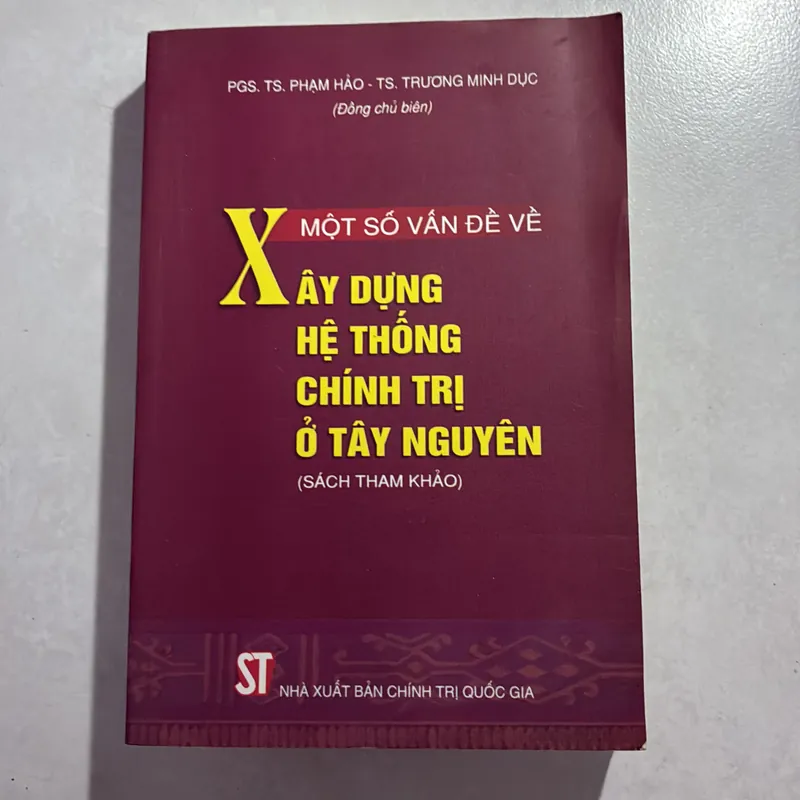 PGS. TS. PHẠM HẢO - TS. TRƯƠNG MINH DỤC
(Đồng chủ biên)
MỘT SỐ VẤN ĐỀ VỀ
XÂY DỰNG
HỆ THỐNG
CHÍNH TRỊ
Ở TÂY NGUYÊN
(SÁCH THAM KHẢO)
ST
NHÀ XUẤT BẢN CHÍNH TRỊ QUỐC GIA